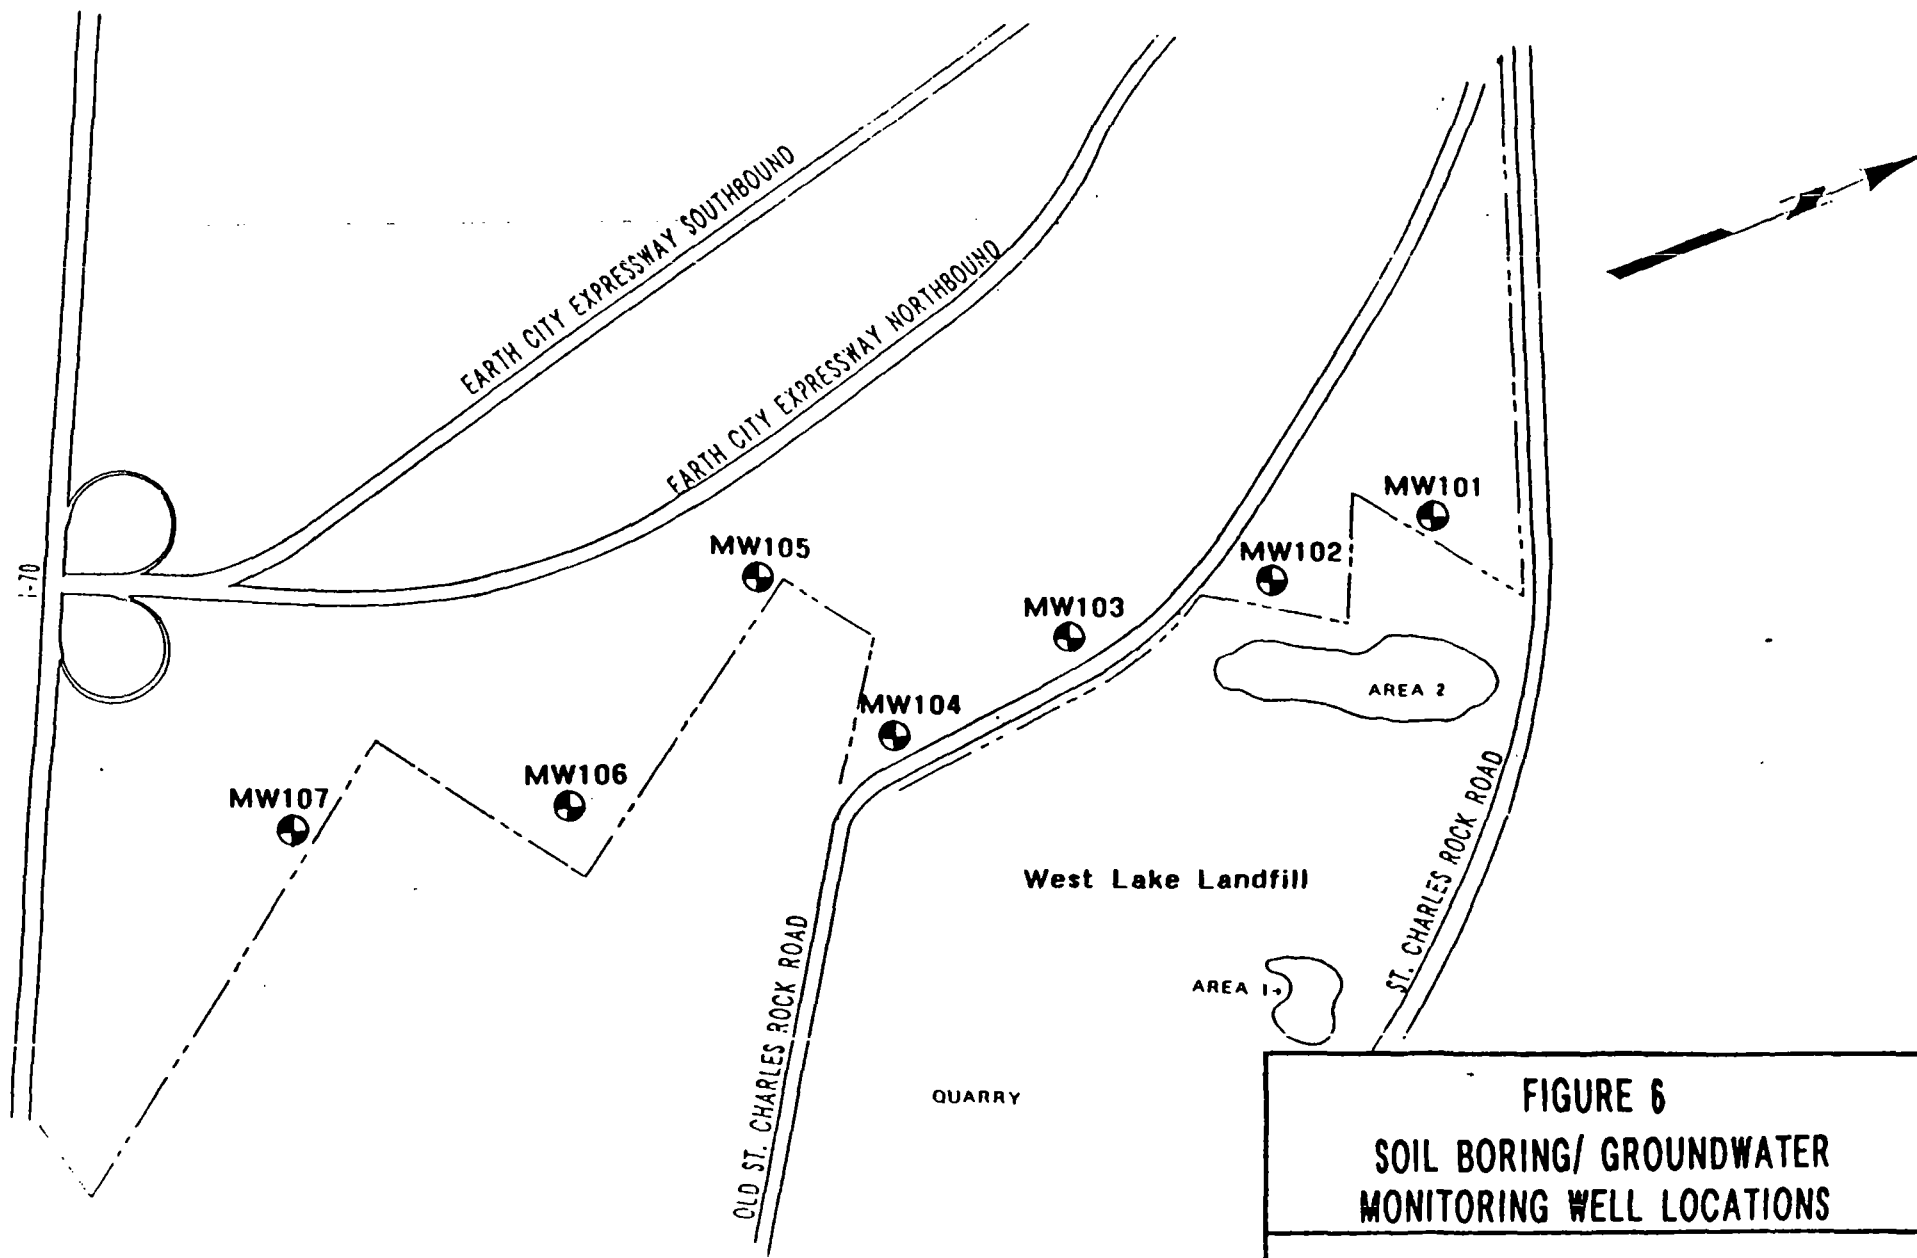 EARTH CITY EXPRESSWAY SOUTHBOUND
EARTH CITY EXPRESSWAY NORTHBOUND
I-70
MW101
MW102
MW105
MW103
MW104
MW106
MW107
AREA 2
West Lake Landfill
ST. CHARLES ROCK ROAD
OLD ST. CHARLES ROCK ROAD
AREA 1
QUARRY
FIGURE 6
SOIL BORING/ GROUNDWATER
MONITORING WELL LOCATIONS